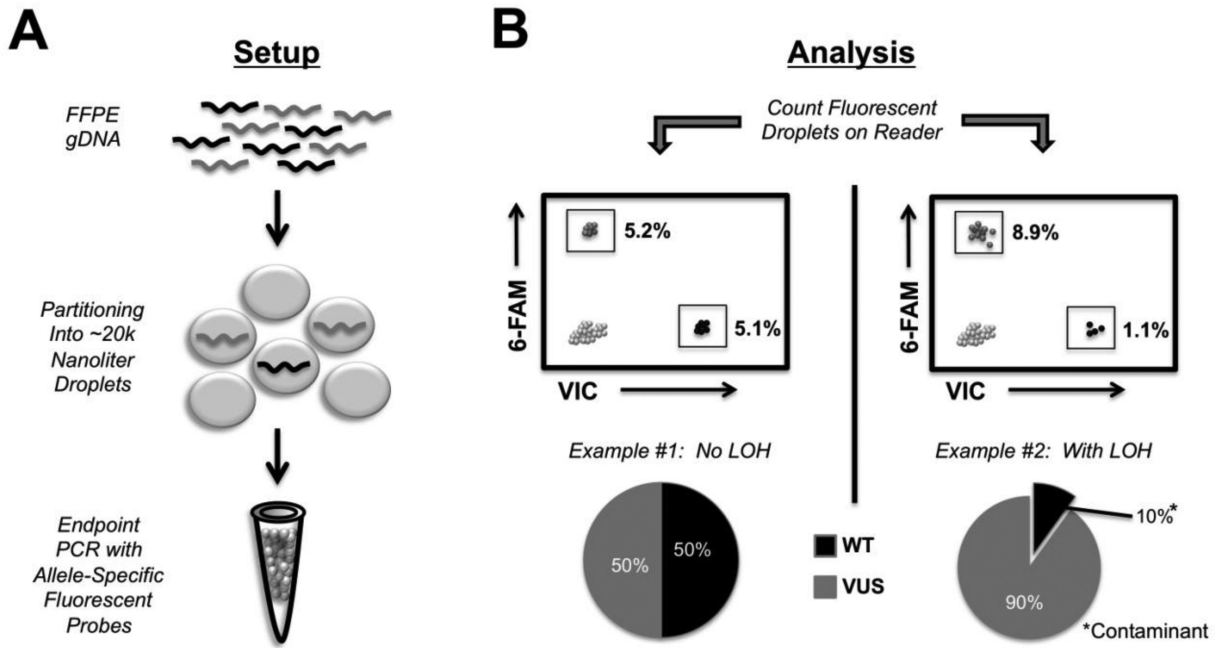 A
Setup
FFPE
gDNA
Partitioning
Into ~20k
Nanoliter
Droplets
Endpoint
PCR with
Allele-Specific
Fluorescent
Probes
B
Analysis
Count Fluorescent
Droplets on Reader
6-FAM
5.2%
5.1%
VIC
Example #1: No LOH
50%
50%
6-FAM
8.9%
1.1%
VIC
Example #2: With LOH
10%*
90%
*Contaminant
WT
VUS